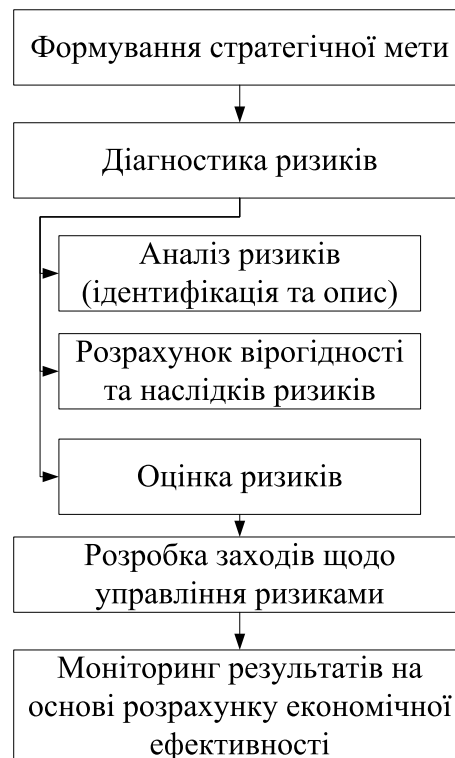 Формування стратегічної мети
Діагностика ризиків
Аналіз ризиків
(ідентифікація та опис)
Розрахунок вірогідності
та наслідків ризиків
Оцінка ризиків
Розробка заходів щодо
управління ризиками
Моніторинг результатів на
основі розрахунку економічної
ефективності